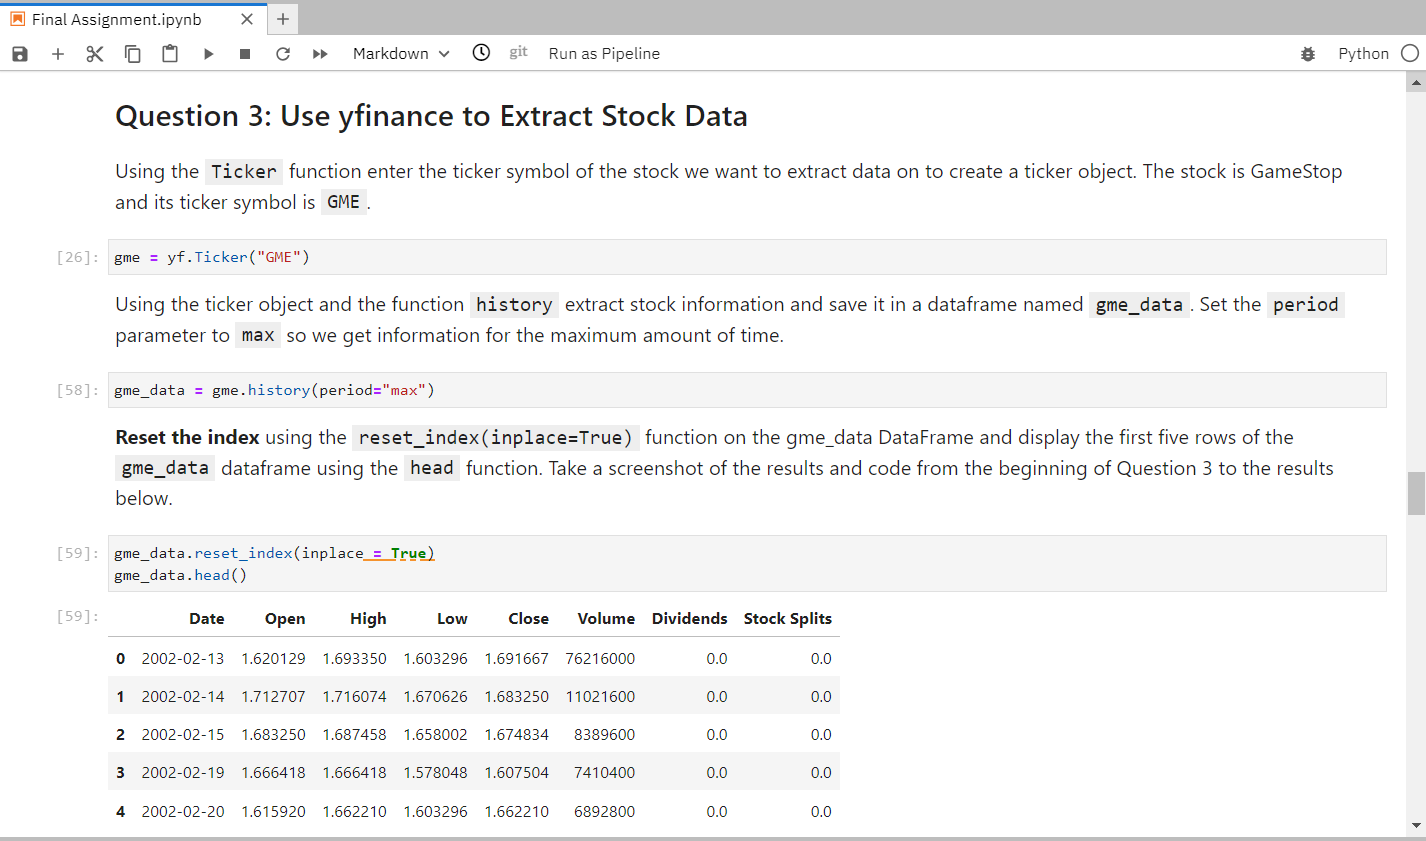 Final Assignment.ipynb
Markdown
git
Run as Pipeline
Python
Question 3: Use yfinance to Extract Stock Data
Using the Ticker function enter the ticker symbol of the stock we want to extract data on to create a ticker object. The stock is GameStop
and its ticker symbol is GME .
[26]: gme = yf.Ticker("GME")
Using the ticker object and the function history extract stock information and save it in a dataframe named gme_data . Set the period
parameter to max so we get information for the maximum amount of time.
[58]: gme_data = gme.history(period="max")
Reset the index using the reset_index(inplace=True) function on the gme_data DataFrame and display the first five rows of the
gme_data dataframe using the head function. Take a screenshot of the results and code from the beginning of Question 3 to the results
below.
[59]: gme_data.reset_index(inplace = True)
gme_data.head()
[59]: Date Open High Low Close Volume Dividends Stock Splits
0 2002-02-13 1.620129 1.693350 1.603296 1.691667 76216000 0.0 0.0
1 2002-02-14 1.712707 1.716074 1.670626 1.683250 11021600 0.0 0.0
2 2002-02-15 1.683250 1.687458 1.658002 1.674834 8389600 0.0 0.0
3 2002-02-19 1.666418 1.666418 1.578048 1.607504 7410400 0.0 0.0
4 2002-02-20 1.615920 1.662210 1.603296 1.662210 6892800 0.0 0.0